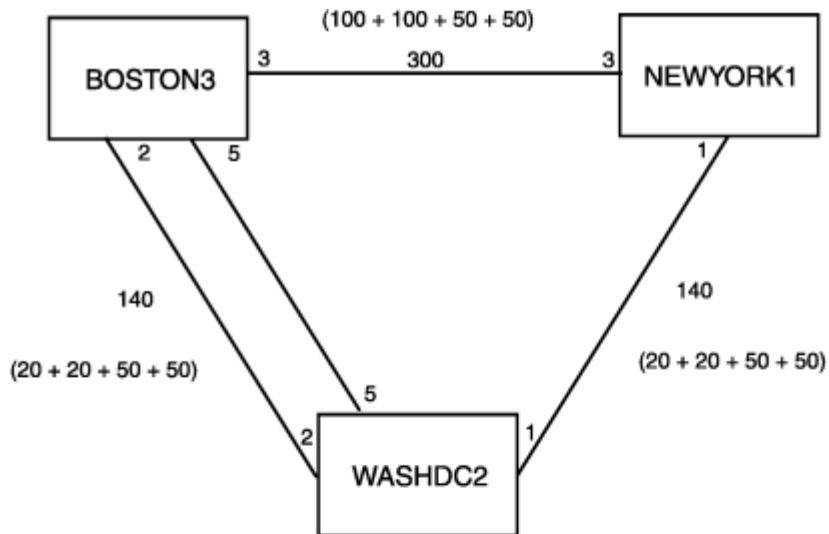 (100 + 100 + 50 + 50)
3 300 3
BOSTON3
NEWYORK1
2 5
1
140
140
(20 + 20 + 50 + 50)
(20 + 20 + 50 + 50)
5
2
1
WASHDC2